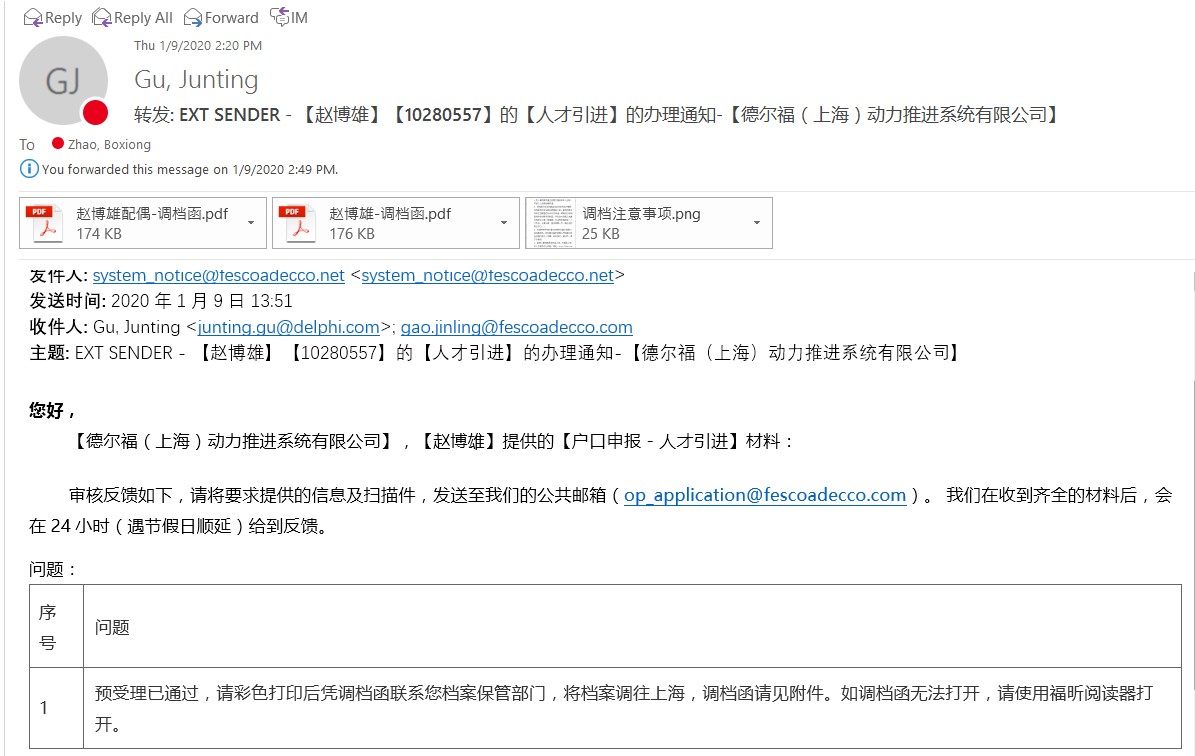 Reply Reply All Forward IM
Thu 1/9/2020 2:20 PM
GJ
Gu, Junting
转发: EXT SENDER - 【赵博雄】【10280557】的【人才引进】的办理通知-【德尔福（上海）动力推进系统有限公司】
To Zhao, Boxiong
You forwarded this message on 1/9/2020 2:49 PM.
PDF 赵博雄配偶-调档函.pdf
174 KB
PDF 赵博雄-调档函.pdf
176 KB
调档注意事项.png
25 KB
发件人: system_notice@fescoadecco.net <system_notice@fescoadecco.net>
发送时间: 2020 年 1 月 9 日 13:51
收件人: Gu, Junting <junting.gu@delphi.com>; gao.jinling@fescoadecco.com
主题: EXT SENDER - 【赵博雄】【10280557】的【人才引进】的办理通知-【德尔福（上海）动力推进系统有限公司】
您好，
【德尔福（上海）动力推进系统有限公司】，【赵博雄】提供的【户口申报 - 人才引进】材料：
审核反馈如下，请将要求提供的信息及扫描件，发送至我们的公共邮箱（op_application@fescoadecco.com）。 我们在收到齐全的材料后，会
在 24 小时（遇节假日顺延）给到反馈。
问题：
序
号
问题
1
预受理已通过，请彩色打印后凭调档函联系您档案保管部门，将档案调往上海，调档函请见附件。如调档函无法打开，请使用福昕阅读器打
开。